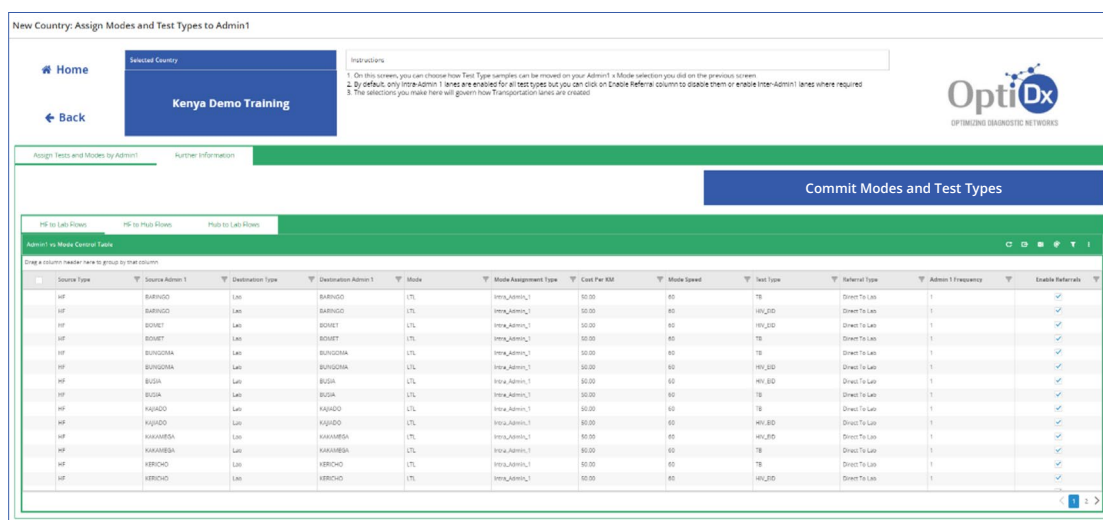 New Country: Assign Modes and Test Types to Admin1
Home
Back
Selected Country
Kenya Demo Training
Instructions
1. On this screen, you can choose how Test Type samples can be moved on your Admin1 x Mode selection you did on the previous screen
2. By default, only Intra-Admin 1 lanes are enabled for all test types but you can click on Enable Referral column to disable them or enable Inter-Admin1 lanes where required
3. The selections you make here will govern how Transportation lanes are created
OptiDx
OPTIMIZING DIAGNOSTIC NETWORKS
Assign Tests and Modes by Admin1 Further Information
Commit Modes and Test Types
HF to Lab Flows HF to Hub Flows Hub to Lab Flows
Admin1 vs Mode Control Table
Drag a column header here to group by that column
Source Type Source Admin 1 Destination Type Destination Admin 1 Mode Mode Assignment Type Cost Per KM Mode Speed Test Type Referral Type Admin 1 Frequency Enable Referrals
HF BARINGO Lab BARINGO LTL Intra_Admin_1 50.00 60 TB Direct To Lab 1
HF BARINGO Lab BARINGO LTL Intra_Admin_1 50.00 60 HIV_EID Direct To Lab 1
HF BOMET Lab BOMET LTL Intra_Admin_1 50.00 60 HIV_EID Direct To Lab 1
HF BOMET Lab BOMET LTL Intra_Admin_1 50.00 60 TB Direct To Lab 1
HF BUNGOMA Lab BUNGOMA LTL Intra_Admin_1 50.00 60 TB Direct To Lab 1
HF BUNGOMA Lab BUNGOMA LTL Intra_Admin_1 50.00 60 HIV_EID Direct To Lab 1
HF BUSIA Lab BUSIA LTL Intra_Admin_1 50.00 60 HIV_EID Direct To Lab 1
HF BUSIA Lab BUSIA LTL Intra_Admin_1 50.00 60 TB Direct To Lab 1
HF KAJIADO Lab KAJIADO LTL Intra_Admin_1 50.00 60 TB Direct To Lab 1
HF KAJIADO Lab KAJIADO LTL Intra_Admin_1 50.00 60 HIV_EID Direct To Lab 1
HF KAKAMEGA Lab KAKAMEGA LTL Intra_Admin_1 50.00 60 HIV_EID Direct To Lab 1
HF KAKAMEGA Lab KAKAMEGA LTL Intra_Admin_1 50.00 60 TB Direct To Lab 1
HF KERICHO Lab KERICHO LTL Intra_Admin_1 50.00 60 TB Direct To Lab 1
HF KERICHO Lab KERICHO LTL Intra_Admin_1 50.00 60 HIV_EID Direct To Lab 1
1 2